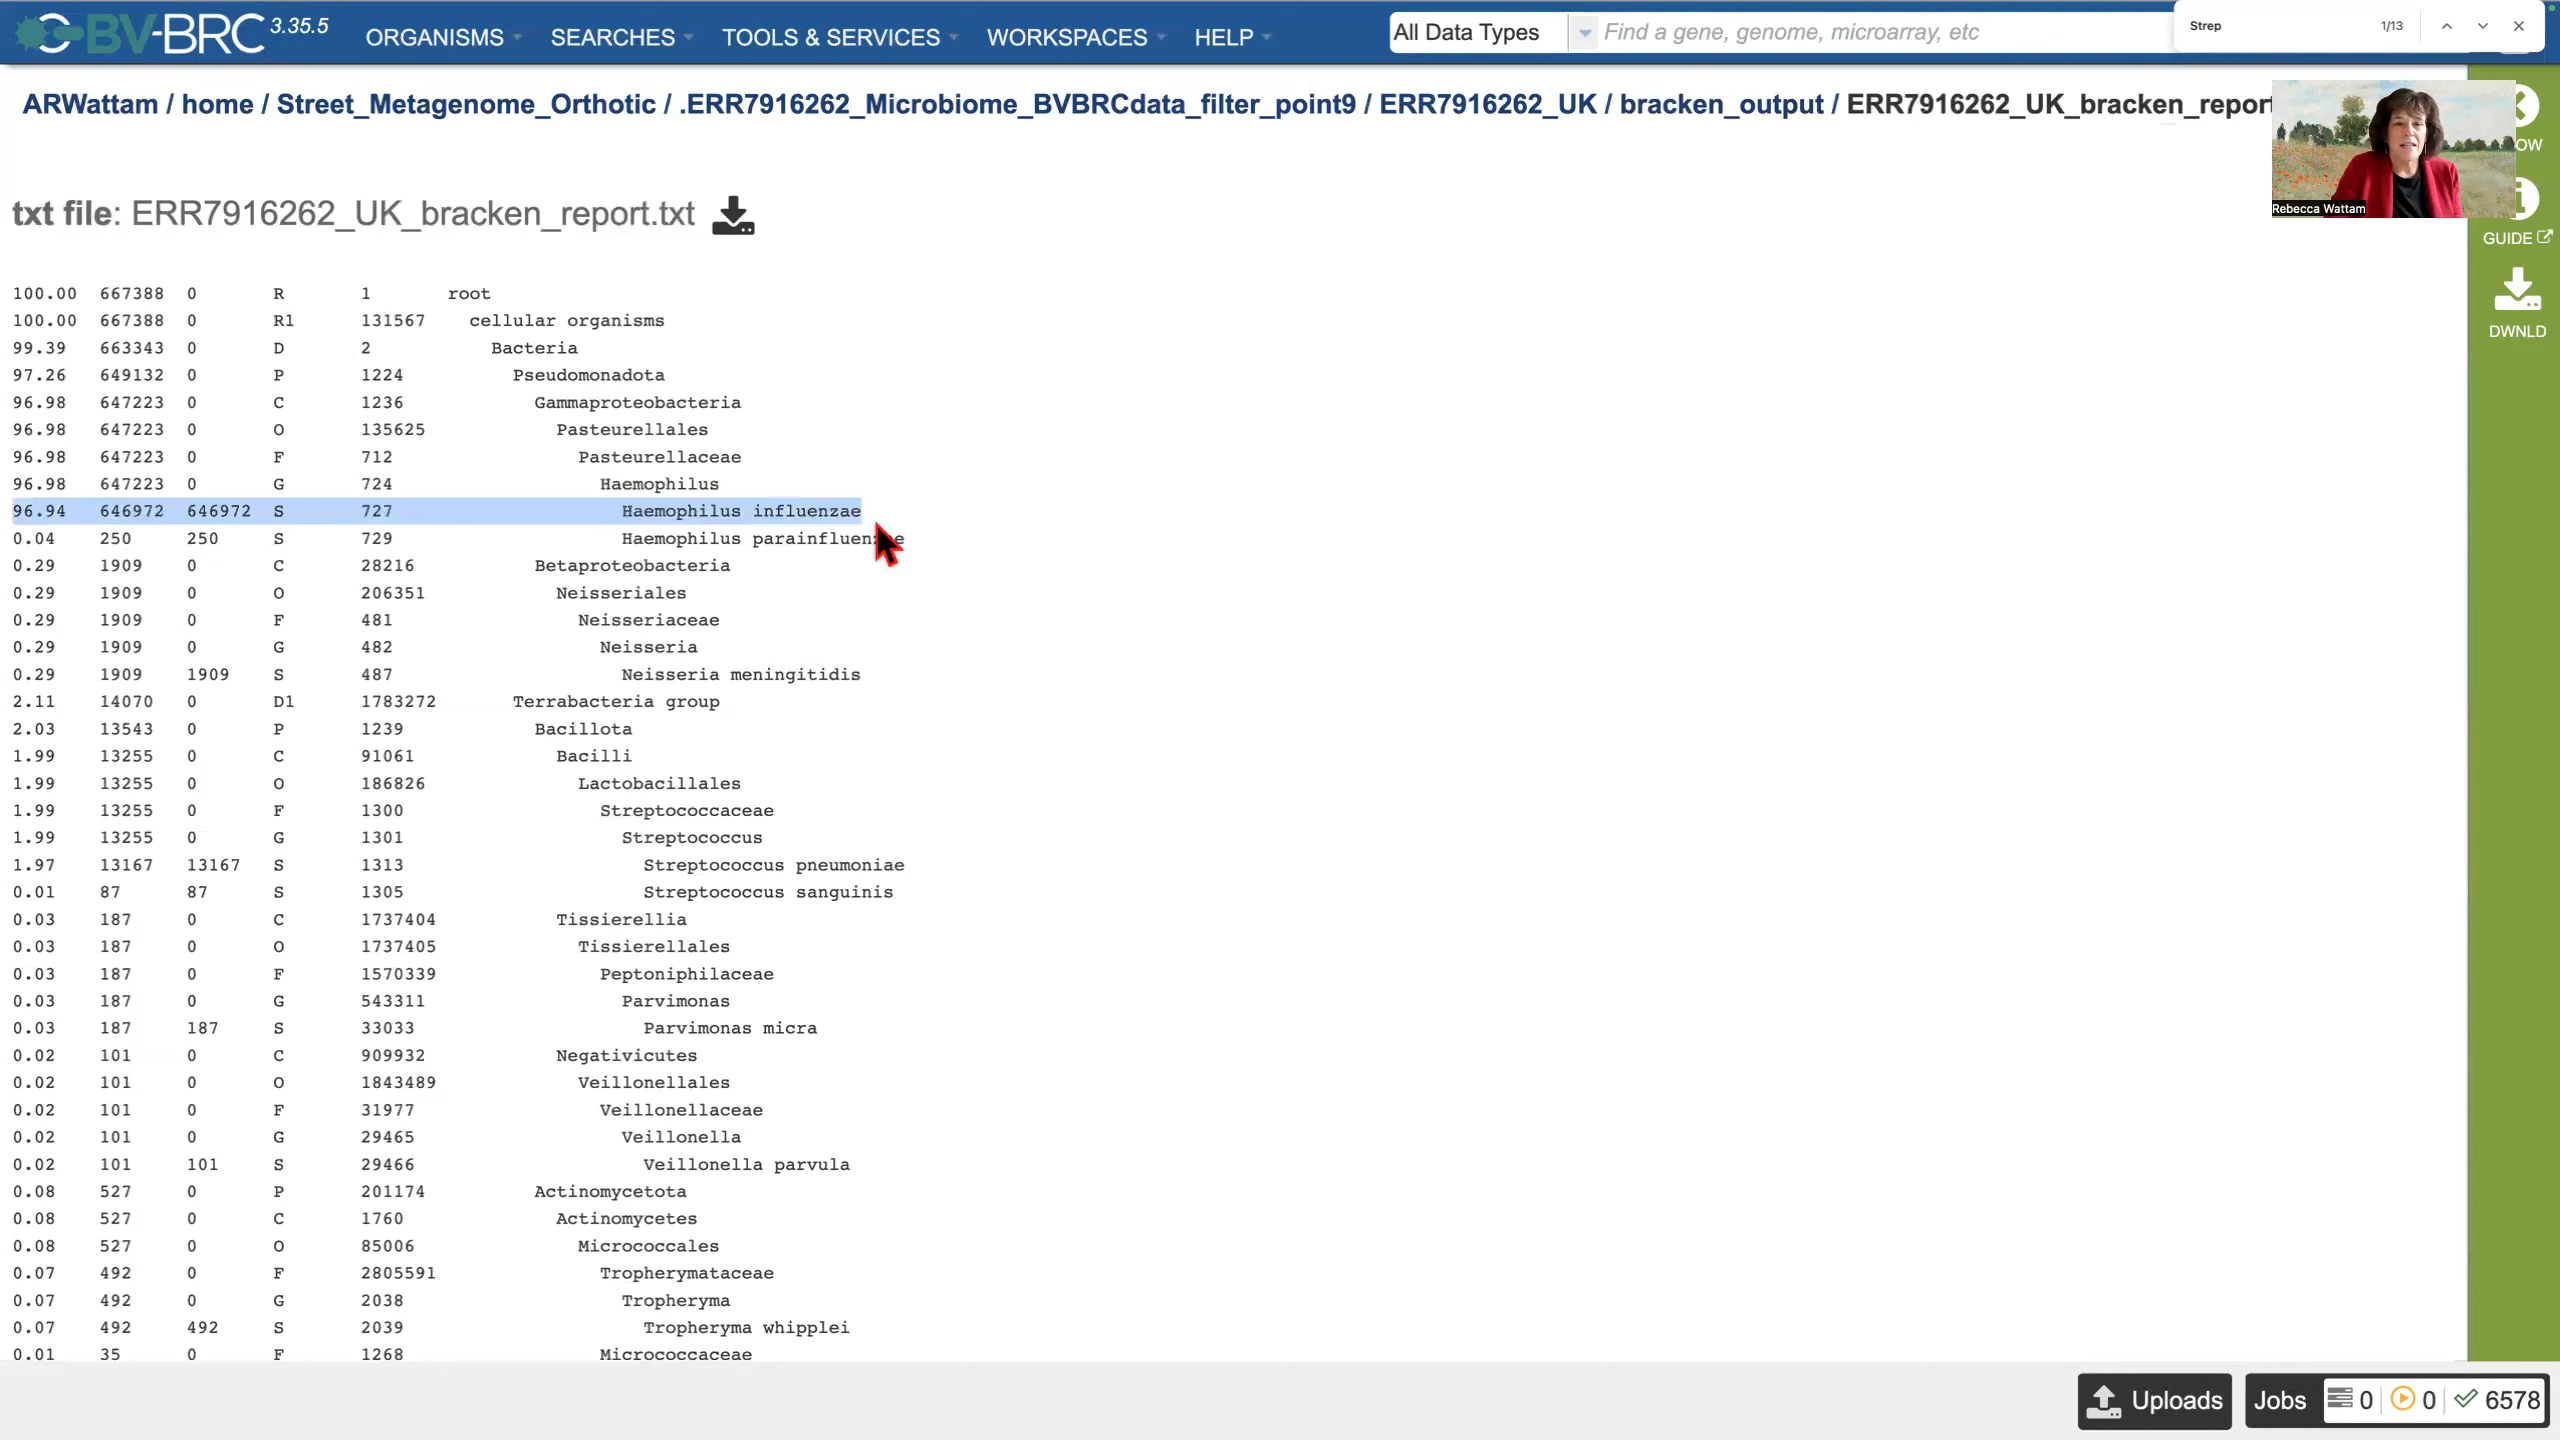 BV-BRC 3.35.5 ORGANISMS SEARCHES TOOLS & SERVICES WORKSPACES HELP All Data Types Find a gene, genome, microarray, etc Strep 1/13
ARWattam / home / Street_Metagenome_Orthotic / .ERR7916262_Microbiome_BVBRCdata_filter_point9 / ERR7916262_UK / bracken_output / ERR7916262_UK_bracken_report
OW
Rebecca Wattam
txt file: ERR7916262_UK_bracken_report.txt
GUIDE
DWNLD
100.00 667388 0 R 1 root
100.00 667388 0 R1 131567 cellular organisms
99.39 663343 0 D 2 Bacteria
97.26 649132 0 P 1224 Pseudomonadota
96.98 647223 0 C 1236 Gammaproteobacteria
96.98 647223 0 O 135625 Pasteurellales
96.98 647223 0 F 712 Pasteurellaceae
96.98 647223 0 G 724 Haemophilus
96.94 646972 646972 S 727 Haemophilus influenzae
0.04 250 250 S 729 Haemophilus parainfluenzae
0.29 1909 0 C 28216 Betaproteobacteria
0.29 1909 0 O 206351 Neisseriales
0.29 1909 0 F 481 Neisseriaceae
0.29 1909 0 G 482 Neisseria
0.29 1909 1909 S 487 Neisseria meningitidis
2.11 14070 0 D1 1783272 Terrabacteria group
2.03 13543 0 P 1239 Bacillota
1.99 13255 0 C 91061 Bacilli
1.99 13255 0 O 186826 Lactobacillales
1.99 13255 0 F 1300 Streptococcaceae
1.99 13255 0 G 1301 Streptococcus
1.97 13167 13167 S 1313 Streptococcus pneumoniae
0.01 87 87 S 1305 Streptococcus sanguinis
0.03 187 0 C 1737404 Tissierellia
0.03 187 0 O 1737405 Tissierellales
0.03 187 0 F 1570339 Peptoniphilaceae
0.03 187 0 G 543311 Parvimonas
0.03 187 187 S 33033 Parvimonas micra
0.02 101 0 C 909932 Negativicutes
0.02 101 0 O 1843489 Veillonellales
0.02 101 0 F 31977 Veillonellaceae
0.02 101 0 G 29465 Veillonella
0.02 101 101 S 29466 Veillonella parvula
0.08 527 0 P 201174 Actinomycetota
0.08 527 0 C 1760 Actinomycetes
0.08 527 0 O 85006 Micrococcales
0.07 492 0 F 2805591 Tropherymataceae
0.07 492 0 G 2038 Tropheryma
0.07 492 492 S 2039 Tropheryma whipplei
0.01 35 0 F 1268 Micrococcaceae
Uploads Jobs 0 0 6578